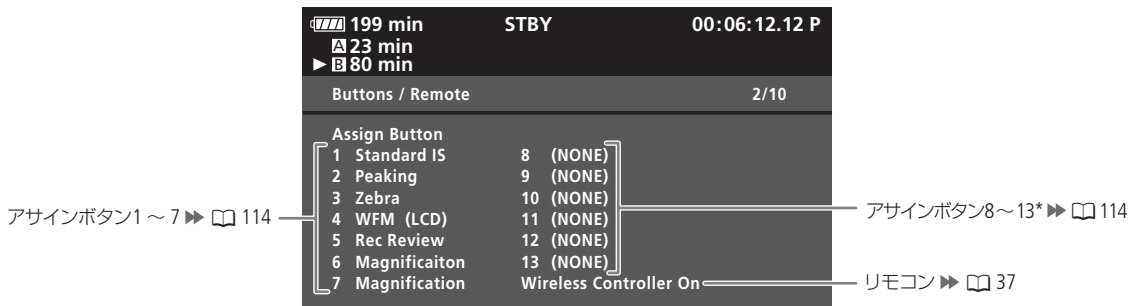 199 min STBY 00:06:12.12 P
A 23 min
▶ B 80 min
Buttons / Remote 2/10
Assign Button
1 Standard IS 8 (NONE)
2 Peaking 9 (NONE)
3 Zebra 10 (NONE)
4 WFM (LCD) 11 (NONE)
5 Rec Review 12 (NONE)
6 Magnificaiton 13 (NONE)
7 Magnification Wireless Controller On
アサインボタン1 ~ 7 114
アサインボタン8~13* 114
リモコン 37